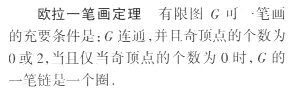 欧拉一笔画定理 有限图 G 可一笔画
的充要条件是:G 连通,并且奇顶点的个数为
0 或 2,当且仅当奇顶点的个数为 0 时,G 的
一笔链是一个圈.